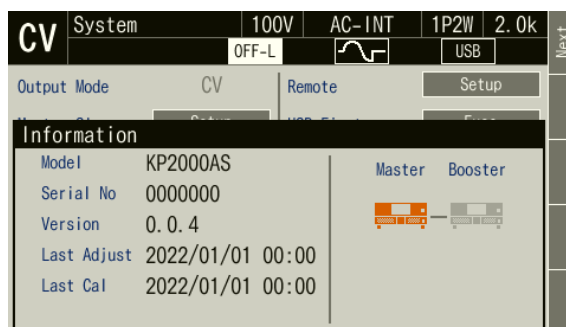 CV System 100V AC-INT 1P2W 2.0k Next
OFF-L USB
Output Mode CV Remote Setup
Information
Model KP2000AS Master Booster
Serial No 0000000
Version 0.0.4
Last Adjust 2022/01/01 00:00
Last Cal 2022/01/01 00:00